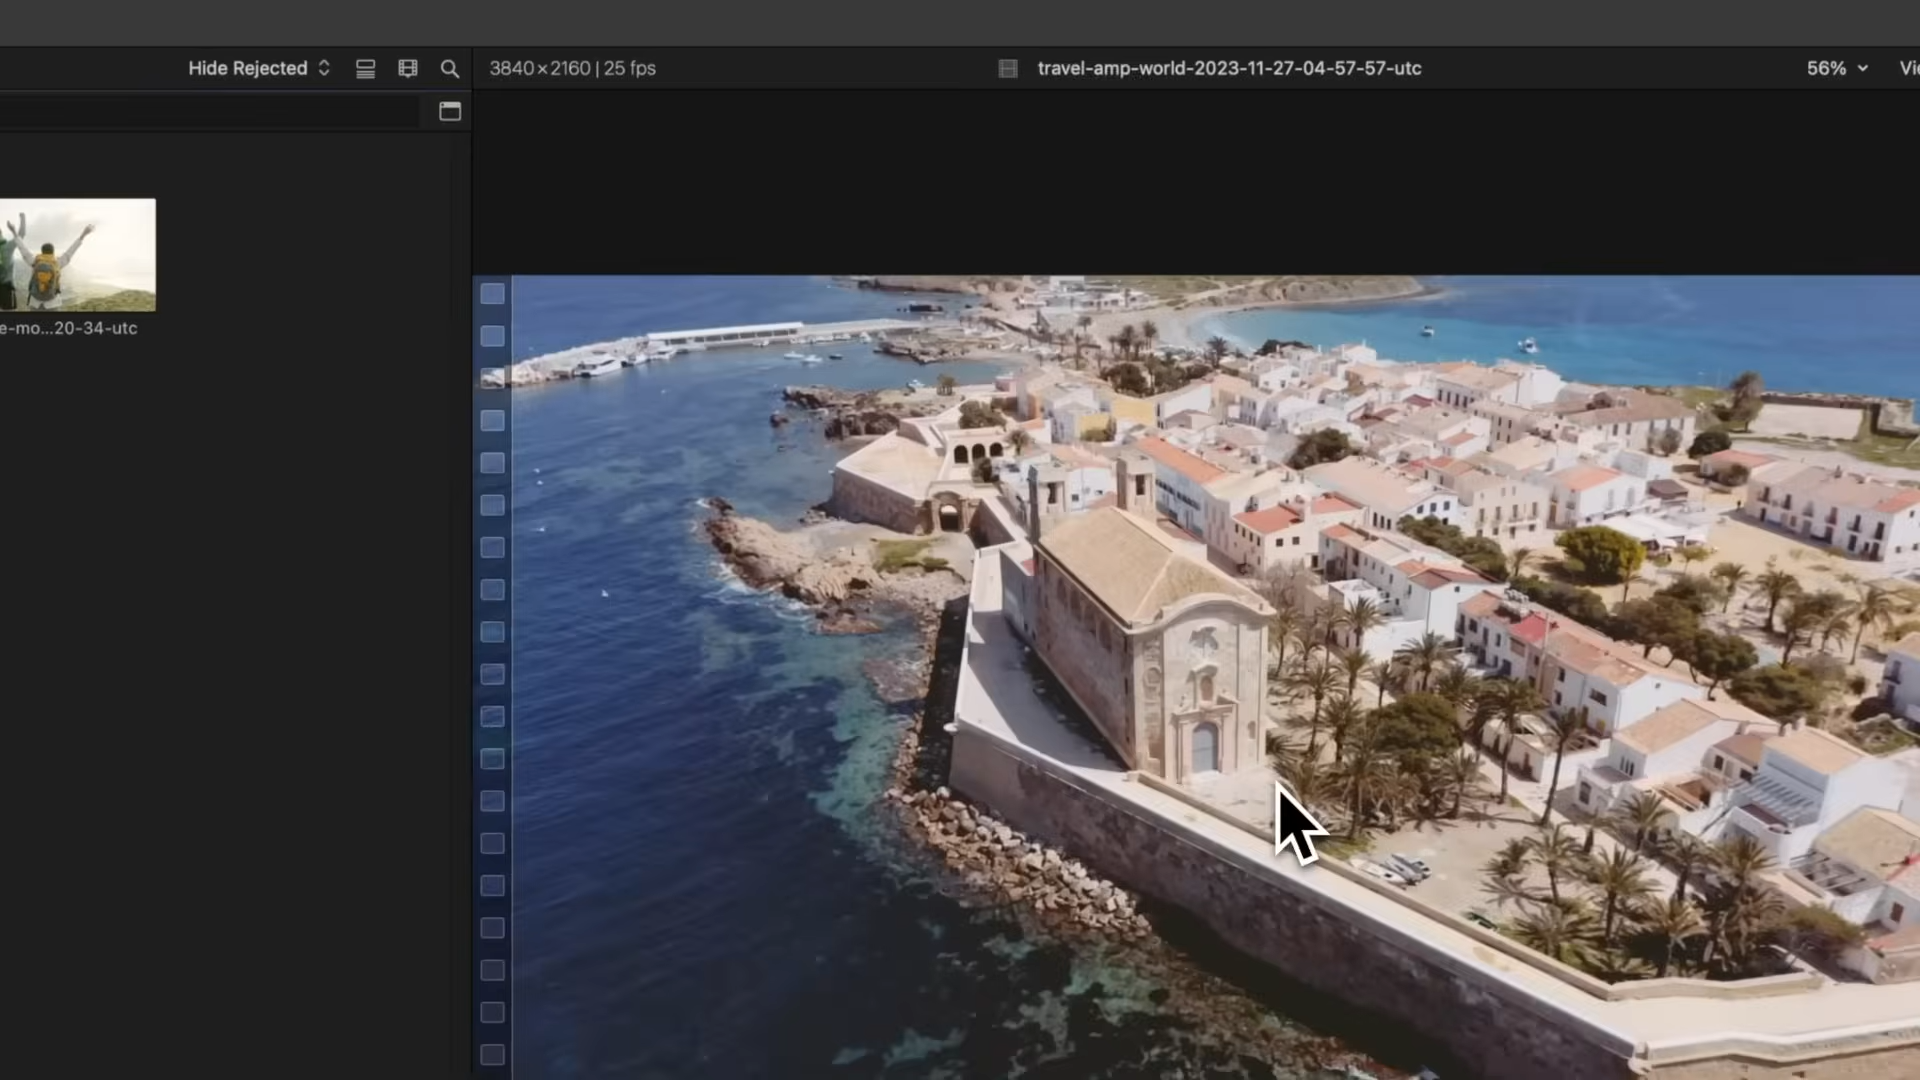 Hide Rejected
3840×2160 | 25 fps
travel-amp-world-2023-11-27-04-57-57-utc
56%
Vie
e-mo...20-34-utc